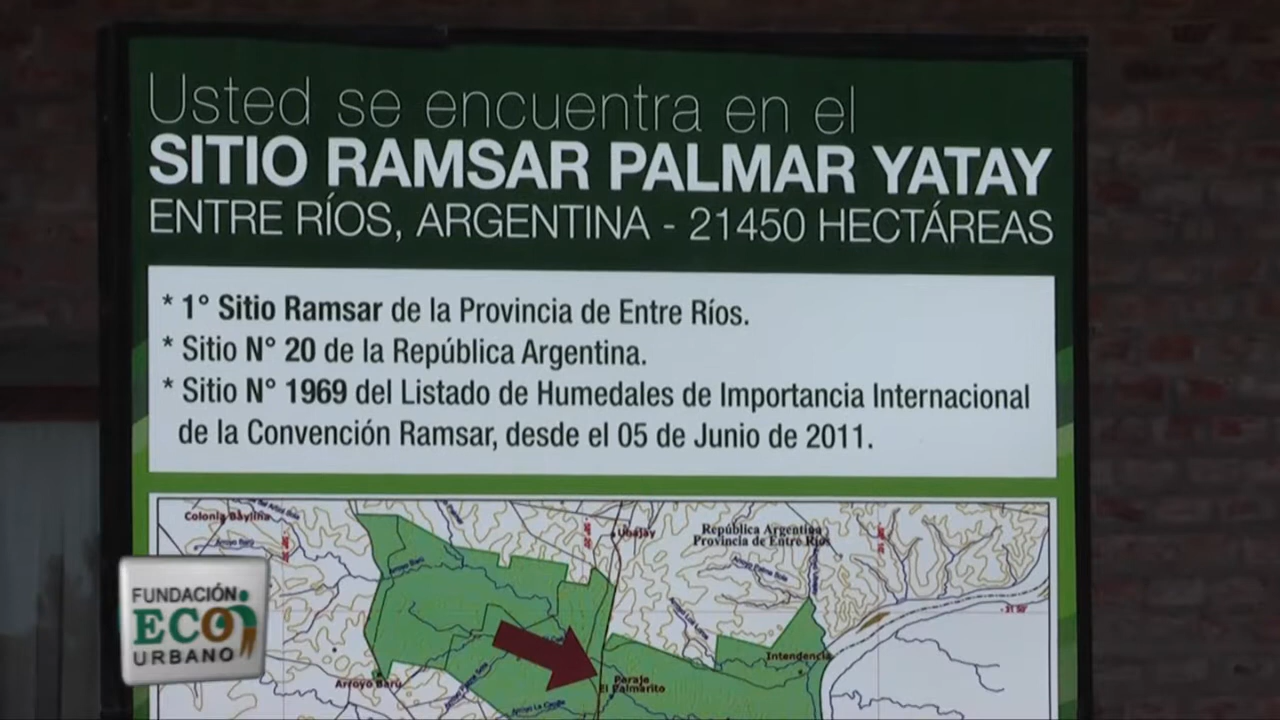 Usted se encuentra en el
SITIO RAMSAR PALMAR YATAY
ENTRE RÍOS, ARGENTINA - 21450 HECTÁREAS
* 1° Sitio Ramsar de la Provincia de Entre Ríos.
* Sitio N° 20 de la República Argentina.
* Sitio N° 1969 del Listado de Humedales de Importancia Internacional
de la Convención Ramsar, desde el 05 de Junio de 2011.
Colonia Baylina
Ubajay
República Argentina
Provincia de Entre Ríos
Arroyo Barú
Intendencia
Arroyo Barú
Paraje
El Palmarito
FUNDACIÓN
ECO
URBANO